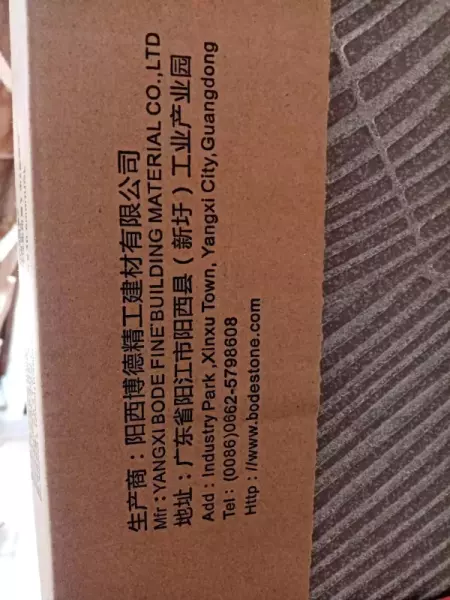 生产商：阳西博德精工建材有限公司
Mfr:YANGXI BODE FINE BUILDING MATERIAL CO.,LTD
地址：广东省阳江市阳西县（新圩）工业产业园
Add : Industry Park ,Xinxu Town, Yangxi City,Guangdong
Tel : (0086)0662-5798608
Http : //www.bodestone.com